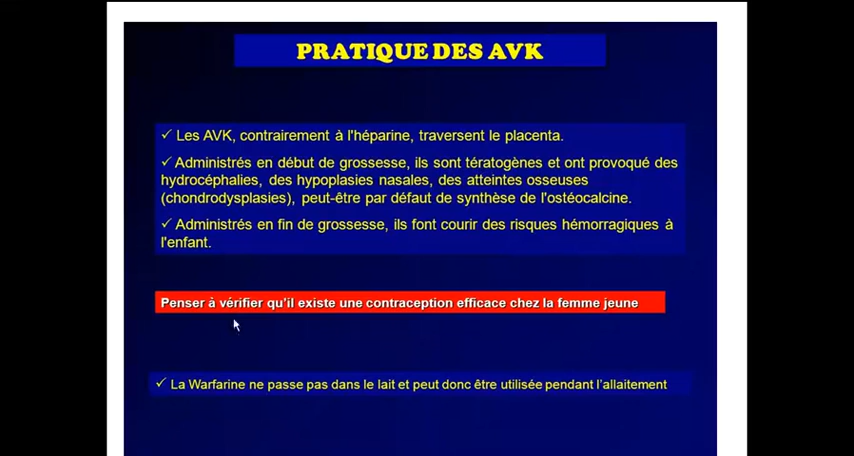 PRATIQUE DES AVK
✓ Les AVK, contrairement à l'héparine, traversent le placenta.
✓ Administrés en début de grossesse, ils sont tératogènes et ont provoqué des
hydrocéphalies, des hypoplasies nasales, des atteintes osseuses
(chondrodysplasies), peut-être par défaut de synthèse de l'ostéocalcine.
✓ Administrés en fin de grossesse, ils font courir des risques hémorragiques à
l'enfant.
Penser à vérifier qu'il existe une contraception efficace chez la femme jeune
✓ La Warfarine ne passe pas dans le lait et peut donc être utilisée pendant l'allaitement